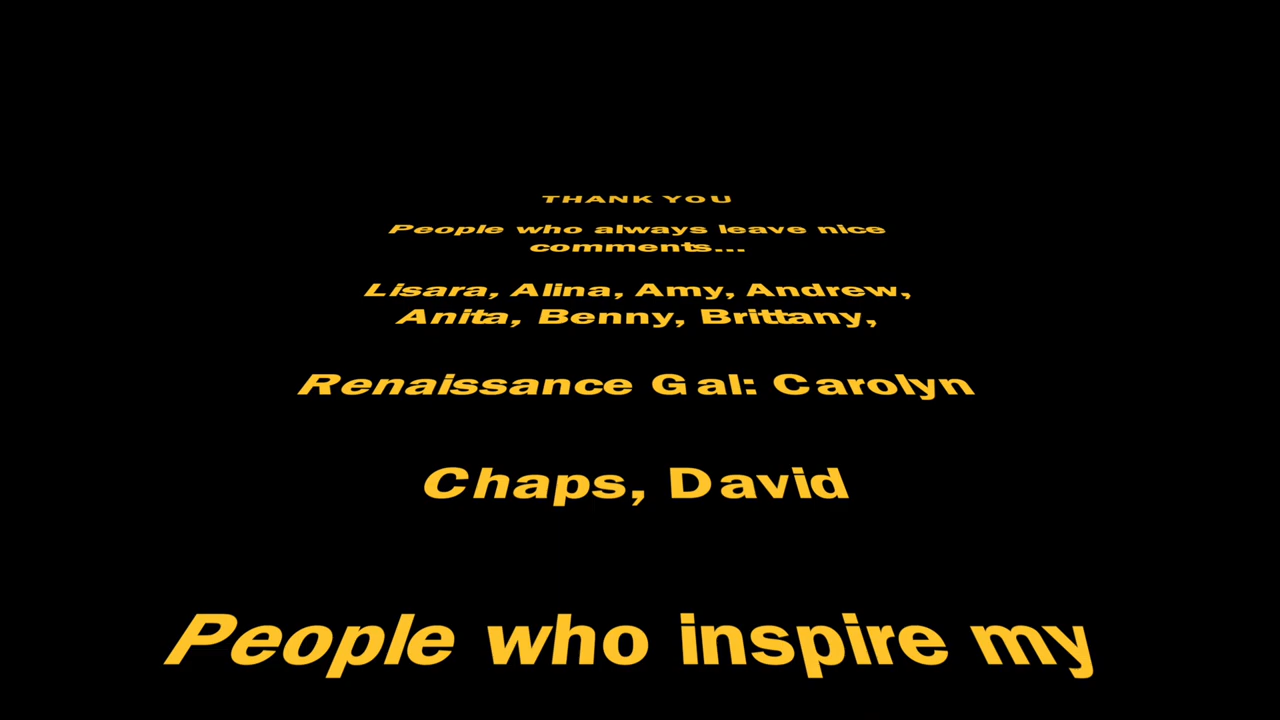 THANK YOU
People who always leave nice
comments...
Lisara, Alina, Amy, Andrew,
Anita, Benny, Brittany,
Renaissance Gal: Carolyn
Chaps, David
People who inspire my